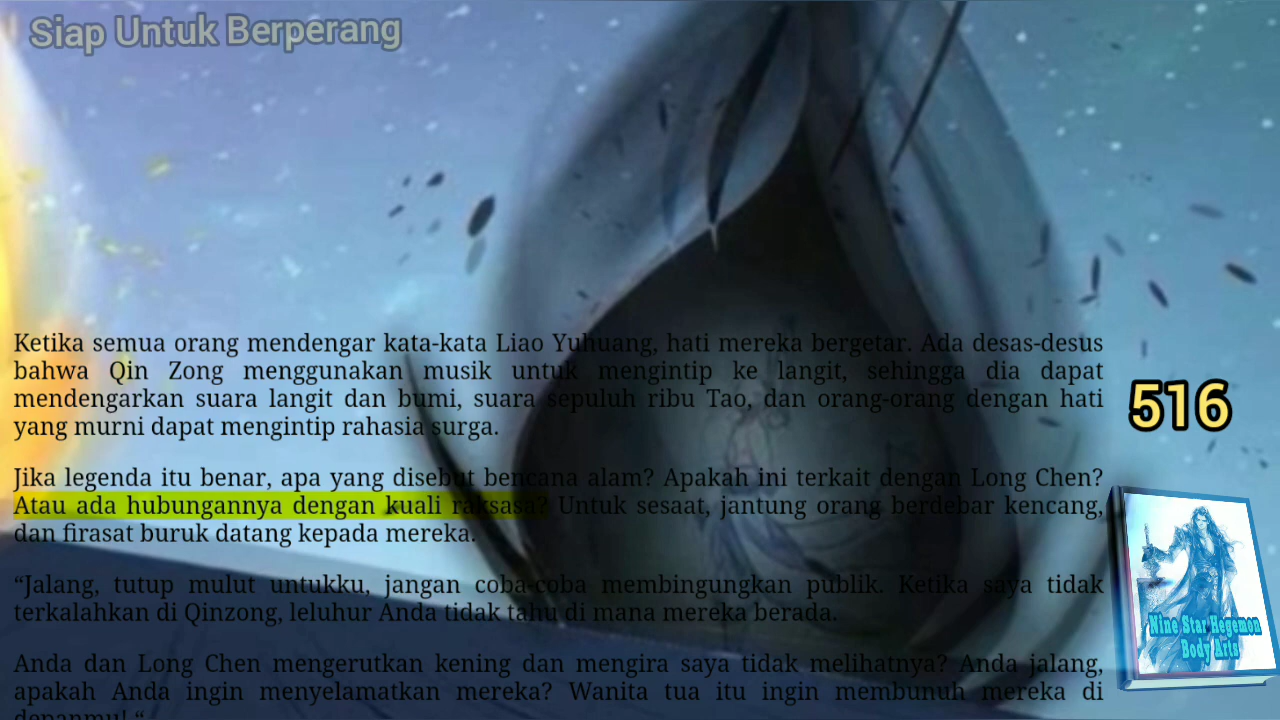 Siap Untuk Berperang
Ketika semua orang mendengar kata-kata Liao Yuhuang, hati mereka bergetar. Ada desas-desus
bahwa Qin Zong menggunakan musik untuk mengintip ke langit, sehingga dia dapat
mendengarkan suara langit dan bumi, suara sepuluh ribu Tao, dan orang-orang dengan hati
yang murni dapat mengintip rahasia surga.
516
Jika legenda itu benar, apa yang disebut bencana alam? Apakah ini terkait dengan Long Chen?
Atau ada hubungannya dengan kuali raksasa? Untuk sesaat, jantung orang berdebar kencang,
dan firasat buruk datang kepada mereka.
“Jalang, tutup mulut untukku, jangan coba-coba membingungkan publik. Ketika saya tidak
terkalahkan di Qinzong, leluhur Anda tidak tahu di mana mereka berada.
Anda dan Long Chen mengerutkan kening dan mengira saya tidak melihatnya? Anda jalang,
apakah Anda ingin menyelamatkan mereka? Wanita tua itu ingin membunuh mereka di
depanmu! “
Nine Star Hegemon
Body Arts